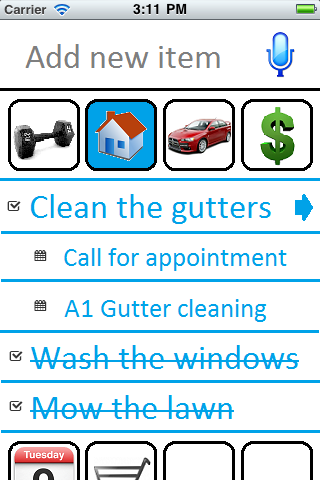 Carrier 3:11 PM
Add new item
$
Clean the gutters
Call for appointment
A1 Gutter cleaning
Wash the windows
Mow the lawn
Tuesday